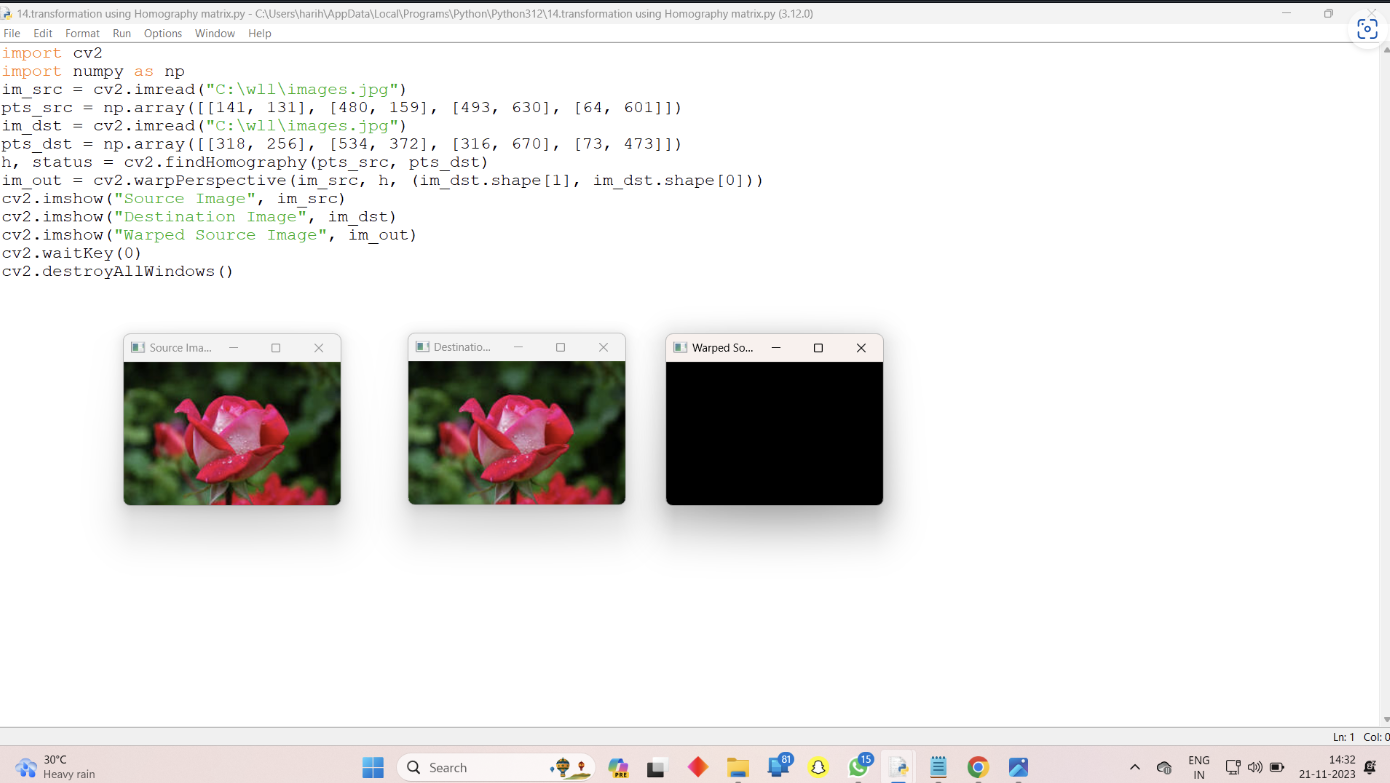 14.transformation using Homography matrix.py - C:\Users\harih\AppData\Local\Programs\Python\Python312\14.transformation using Homography matrix.py (3.12.0)
File Edit Format Run Options Window Help
import cv2
import numpy as np
im_src = cv2.imread("C:\wll\images.jpg")
pts_src = np.array([[141, 131], [480, 159], [493, 630], [64, 601]])
im_dst = cv2.imread("C:\wll\images.jpg")
pts_dst = np.array([[318, 256], [534, 372], [316, 670], [73, 473]])
h, status = cv2.findHomography(pts_src, pts_dst)
im_out = cv2.warpPerspective(im_src, h, (im_dst.shape[1], im_dst.shape[0]))
cv2.imshow("Source Image", im_src)
cv2.imshow("Destination Image", im_dst)
cv2.imshow("Warped Source Image", im_out)
cv2.waitKey(0)
cv2.destroyAllWindows()
Source Ima... Destinatio... Warped So...
Ln: 1 Col: 0
30°C
Heavy rain
Search
PRE
81
15
ENG
IN
14:32
21-11-2023